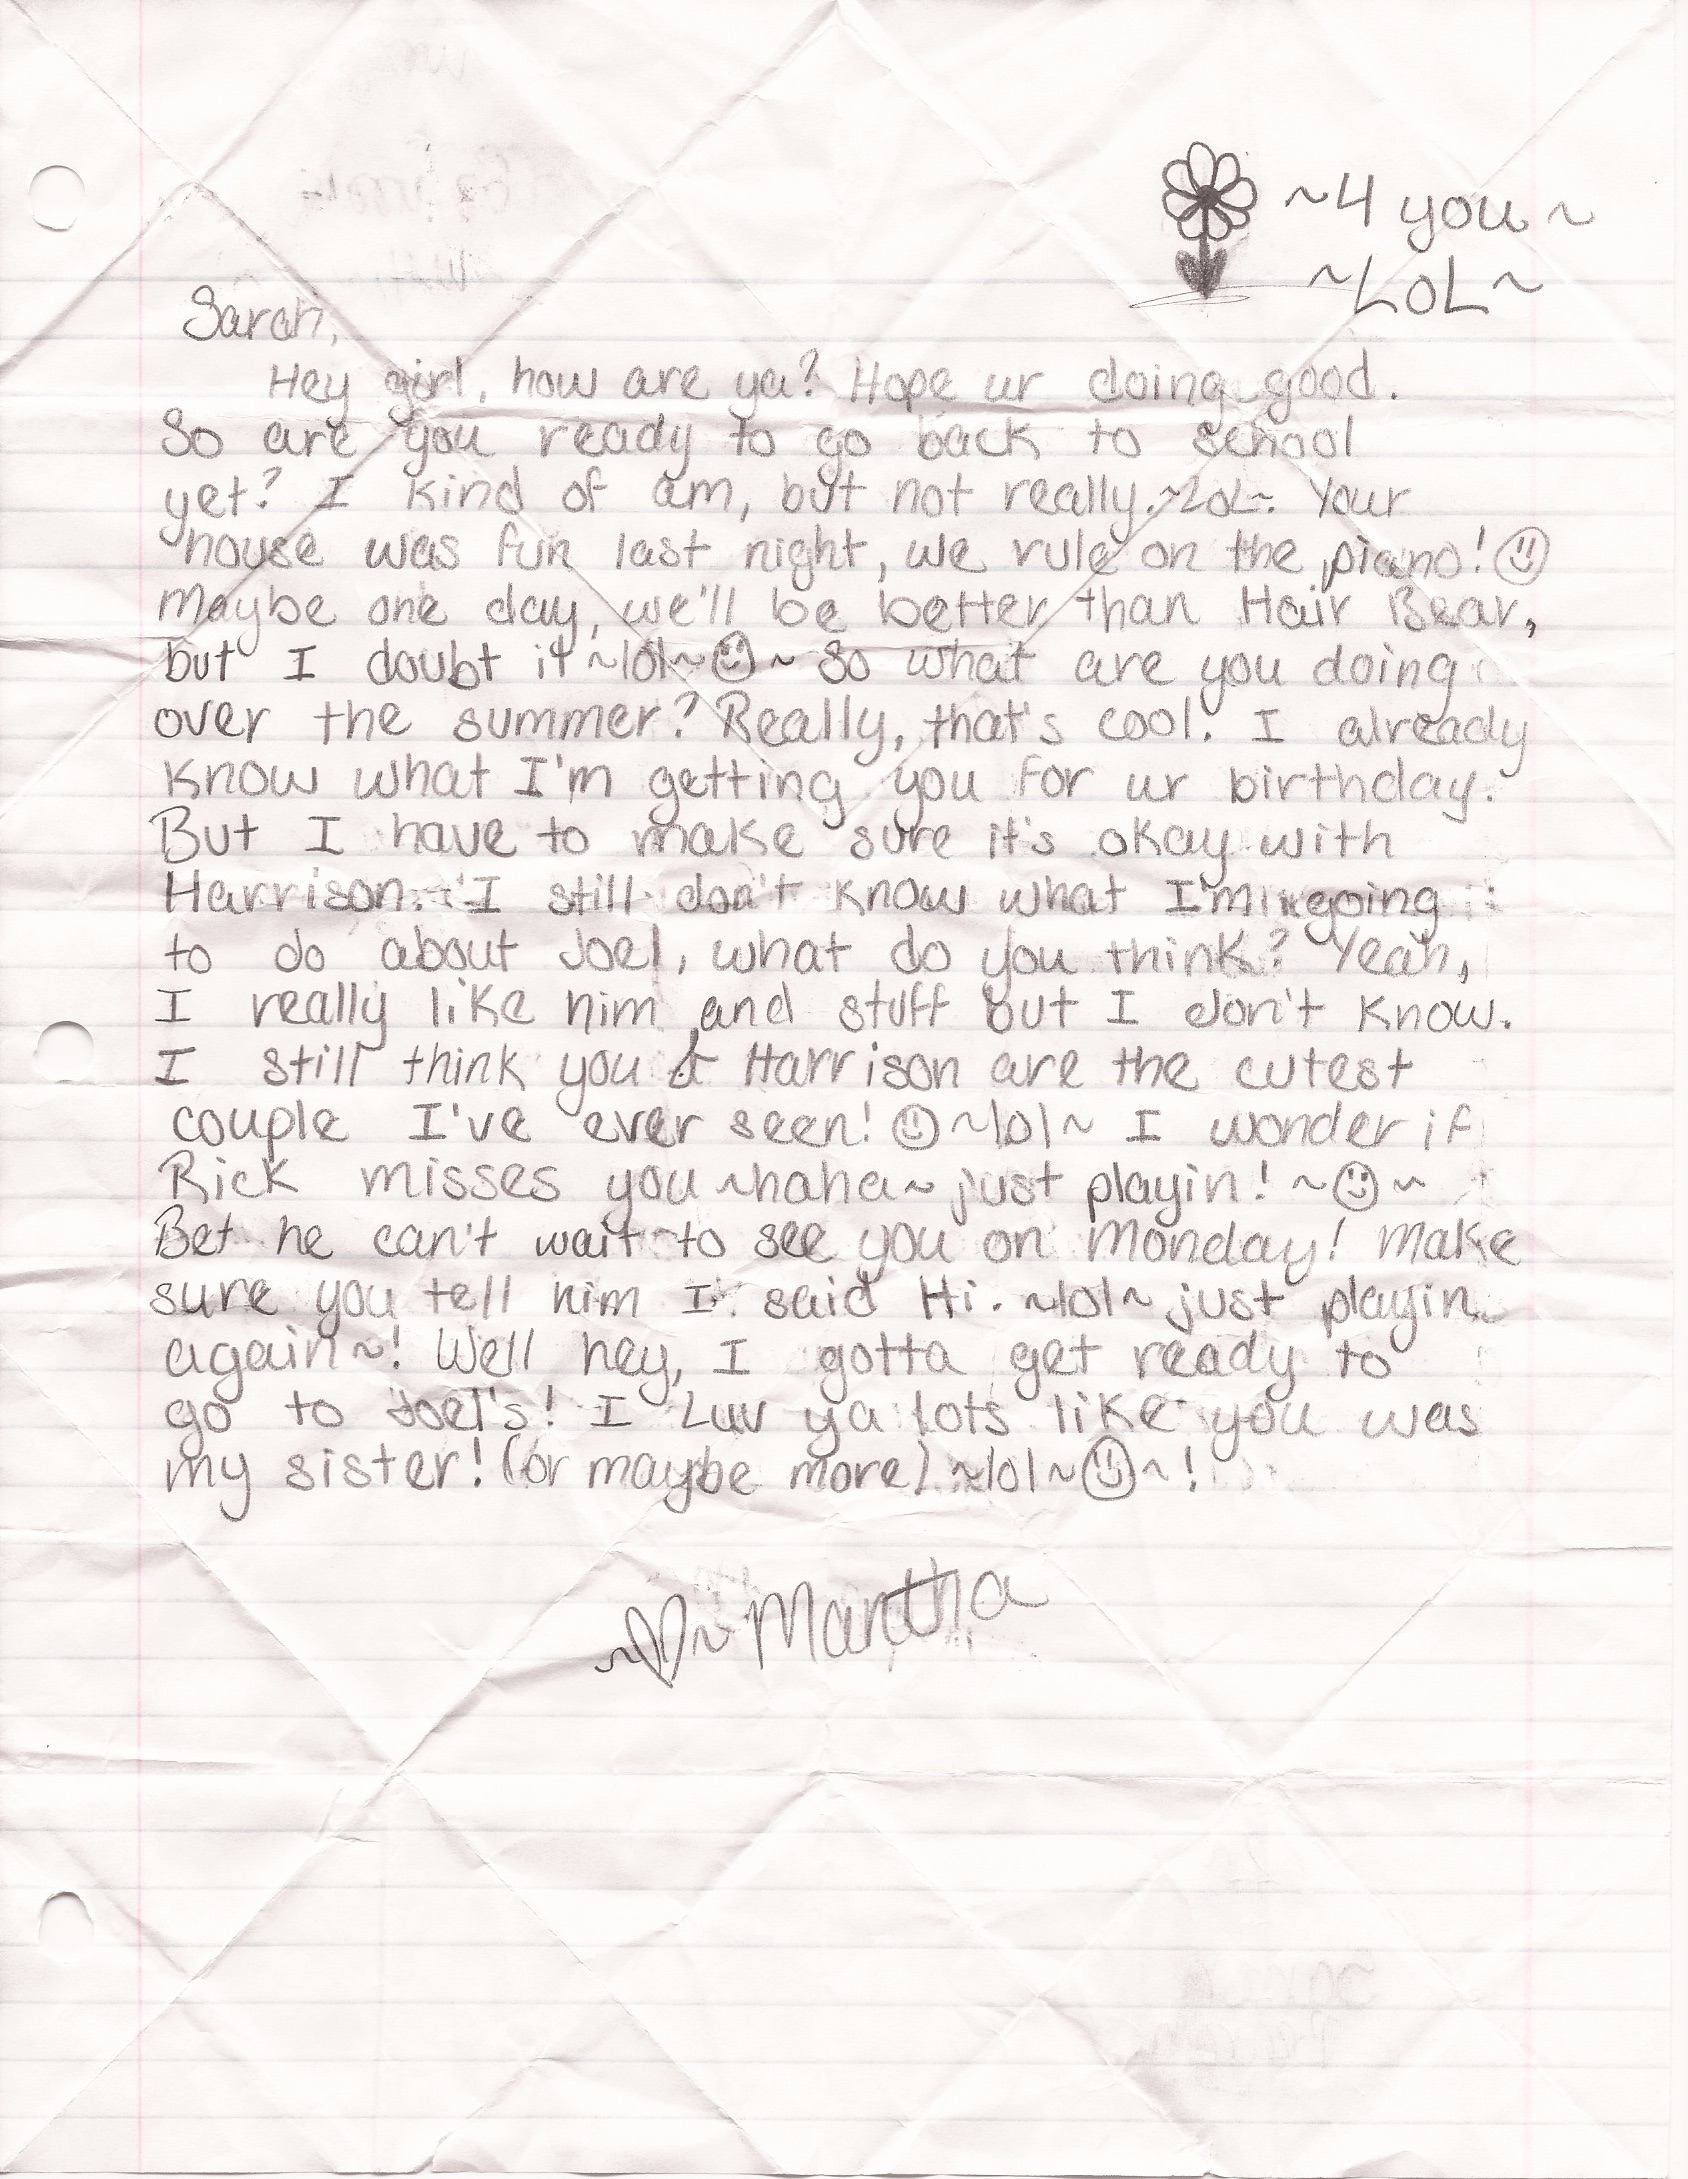 ~4 you~
~LOL~
Sarah,
Hey girl, how are ya? Hope ur doing good.
So are you ready to go back to school
yet? I kind of am, but not really.~LOL~. Your
house was fun last night, we rule on the piano!☺
Maybe one day, we'll be better than Hair Bear,
but I doubt it ~lol~☺~ So what are you doing
over the summer? Really, that's cool. I already
know what I'm getting you for ur birthday.
But I have to make sure it's okay with
Harrison. I still don't know what I'm going
to do about Joel, what do you think? Yeah,
I really like him and stuff but I don't know.
I still think you & Harrison are the cutest
couple I've ever seen! ☺~lol~ I wonder if
Rick misses you ~haha~ just playin! ~☺~
Bet he can't wait to see you on Monday! Make
sure you tell him I said Hi. ~lol~ just playin
again~! Well hey, I gotta get ready to
go to Joel's! I Luv ya lots like you was
my sister! (or maybe more) ~lol~☺~!
~♡~ Martha